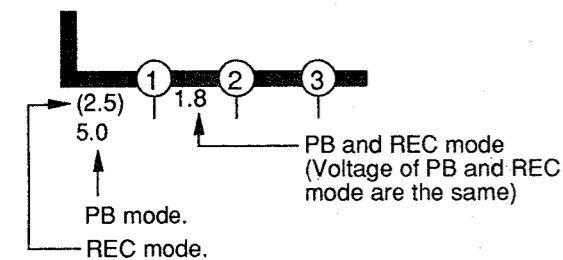 1 2 3
(2.5) 1.8
5.0
PB and REC mode
(Voltage of PB and REC
mode are the same)
PB mode.
REC mode.